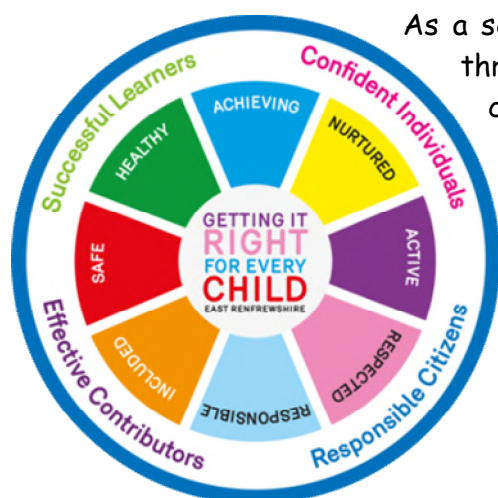 As a
Successful Learners
Confident Individuals
Responsible Citizens
Effective Contributors
ACHIEVING
NURTURED
ACTIVE
RESPECTED
RESPONSIBLE
INCLUDED
SAFE
HEALTHY
GETTING IT
RIGHT
FOR EVERY
CHILD
EAST RENFREWSHIRE